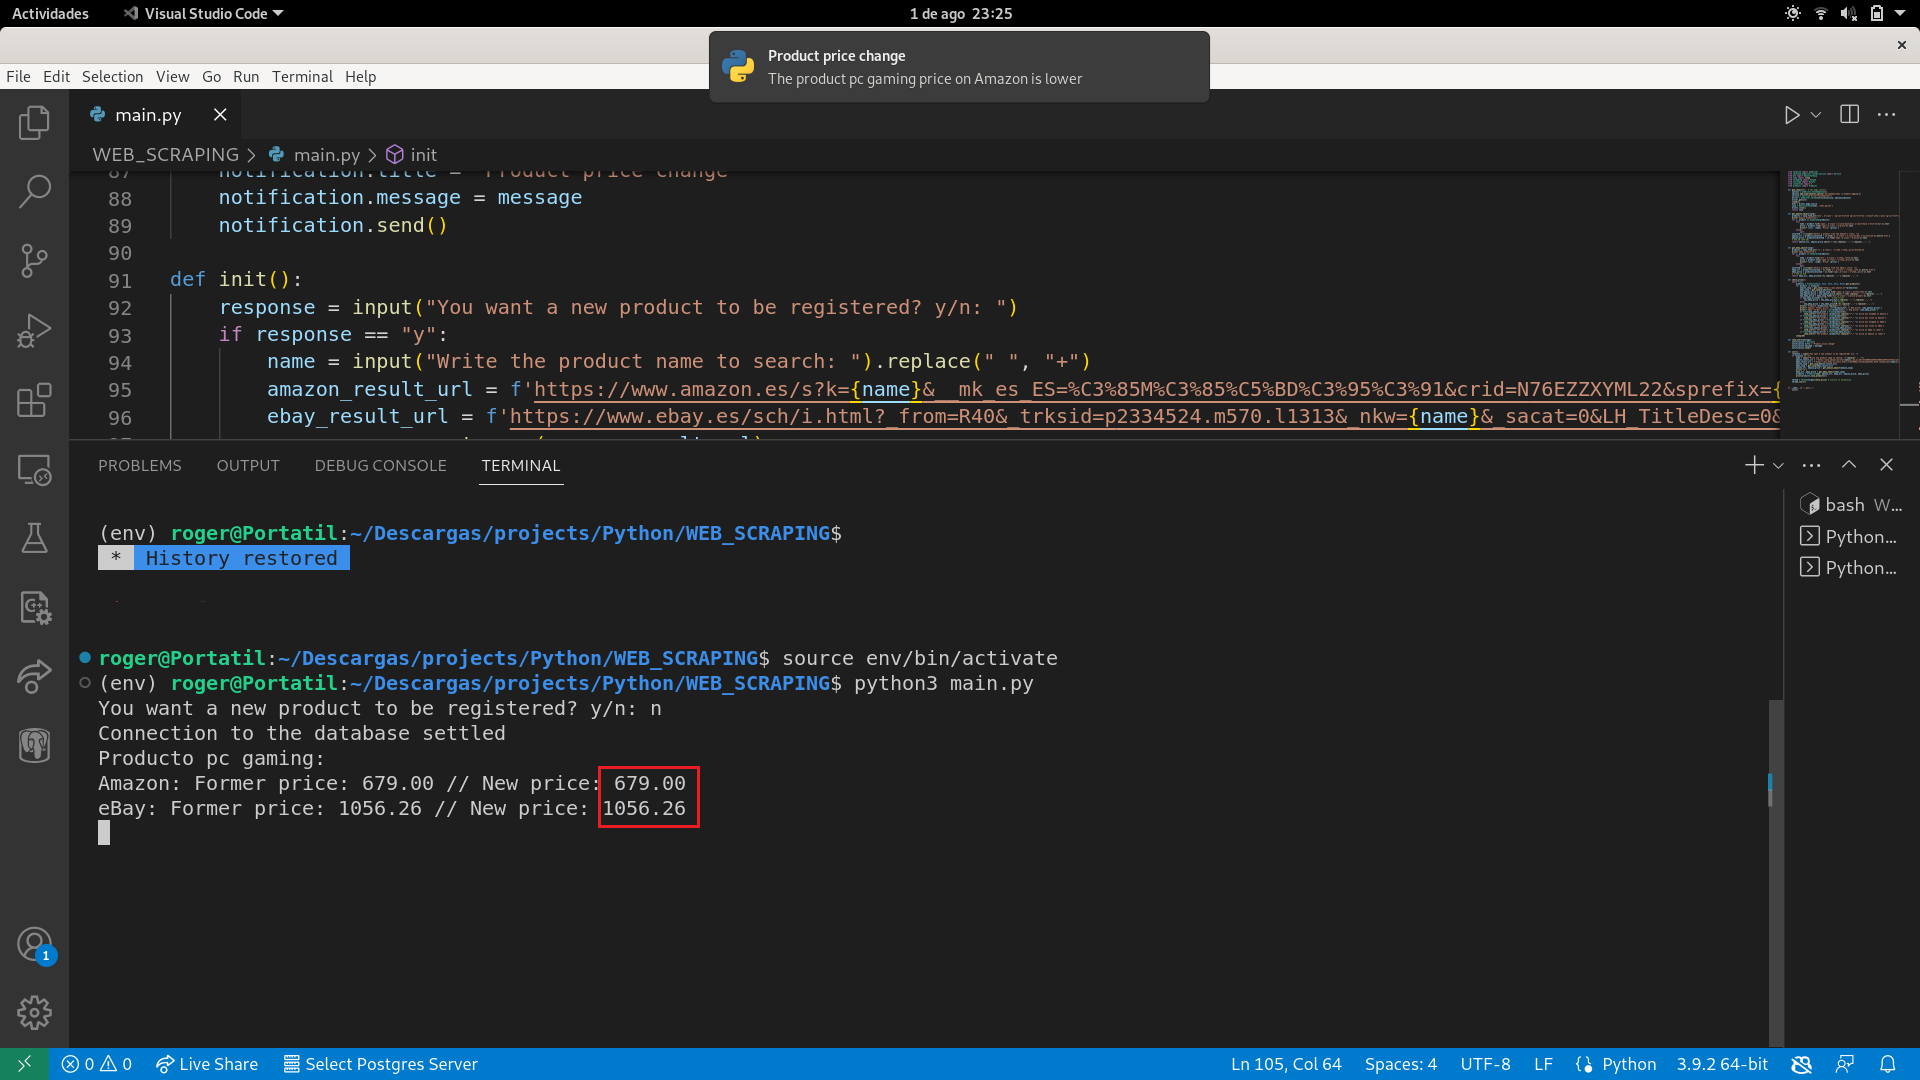 Actividades
Visual Studio Code
1 de ago 23:25
Product price change
The product pc gaming price on Amazon is lower
File Edit Selection View Go Run Terminal Help
main.py
WEB_SCRAPING > main.py > init
87 notification.title = "Product price change"
88 notification.message = message
89 notification.send()
90
91 def init():
92 response = input("You want a new product to be registered? y/n: ")
93 if response == "y":
94 name = input("Write the product name to search: ").replace(" ", "+")
95 amazon_result_url = f'https://www.amazon.es/s?k={name}&__mk_es_ES=%C3%85M%C3%85%C5%BD%C3%95%C3%91&crid=N76EZZXYML22&sprefix={
96 ebay_result_url = f'https://www.ebay.es/sch/i.html?_from=R40&_trksid=p2334524.m570.l1313&_nkw={name}&_sacat=0&LH_TitleDesc=0&
PROBLEMS OUTPUT DEBUG CONSOLE TERMINAL
bash W...
Python...
Python...
(env) roger@Portatil:~/Descargas/projects/Python/WEB_SCRAPING$
* History restored
roger@Portatil:~/Descargas/projects/Python/WEB_SCRAPING$ source env/bin/activate
(env) roger@Portatil:~/Descargas/projects/Python/WEB_SCRAPING$ python3 main.py
You want a new product to be registered? y/n: n
Connection to the database settled
Producto pc gaming:
Amazon: Former price: 679.00 // New price: 679.00
eBay: Former price: 1056.26 // New price: 1056.26
1
0 0 Live Share Select Postgres Server Ln 105, Col 64 Spaces: 4 UTF-8 LF Python 3.9.2 64-bit